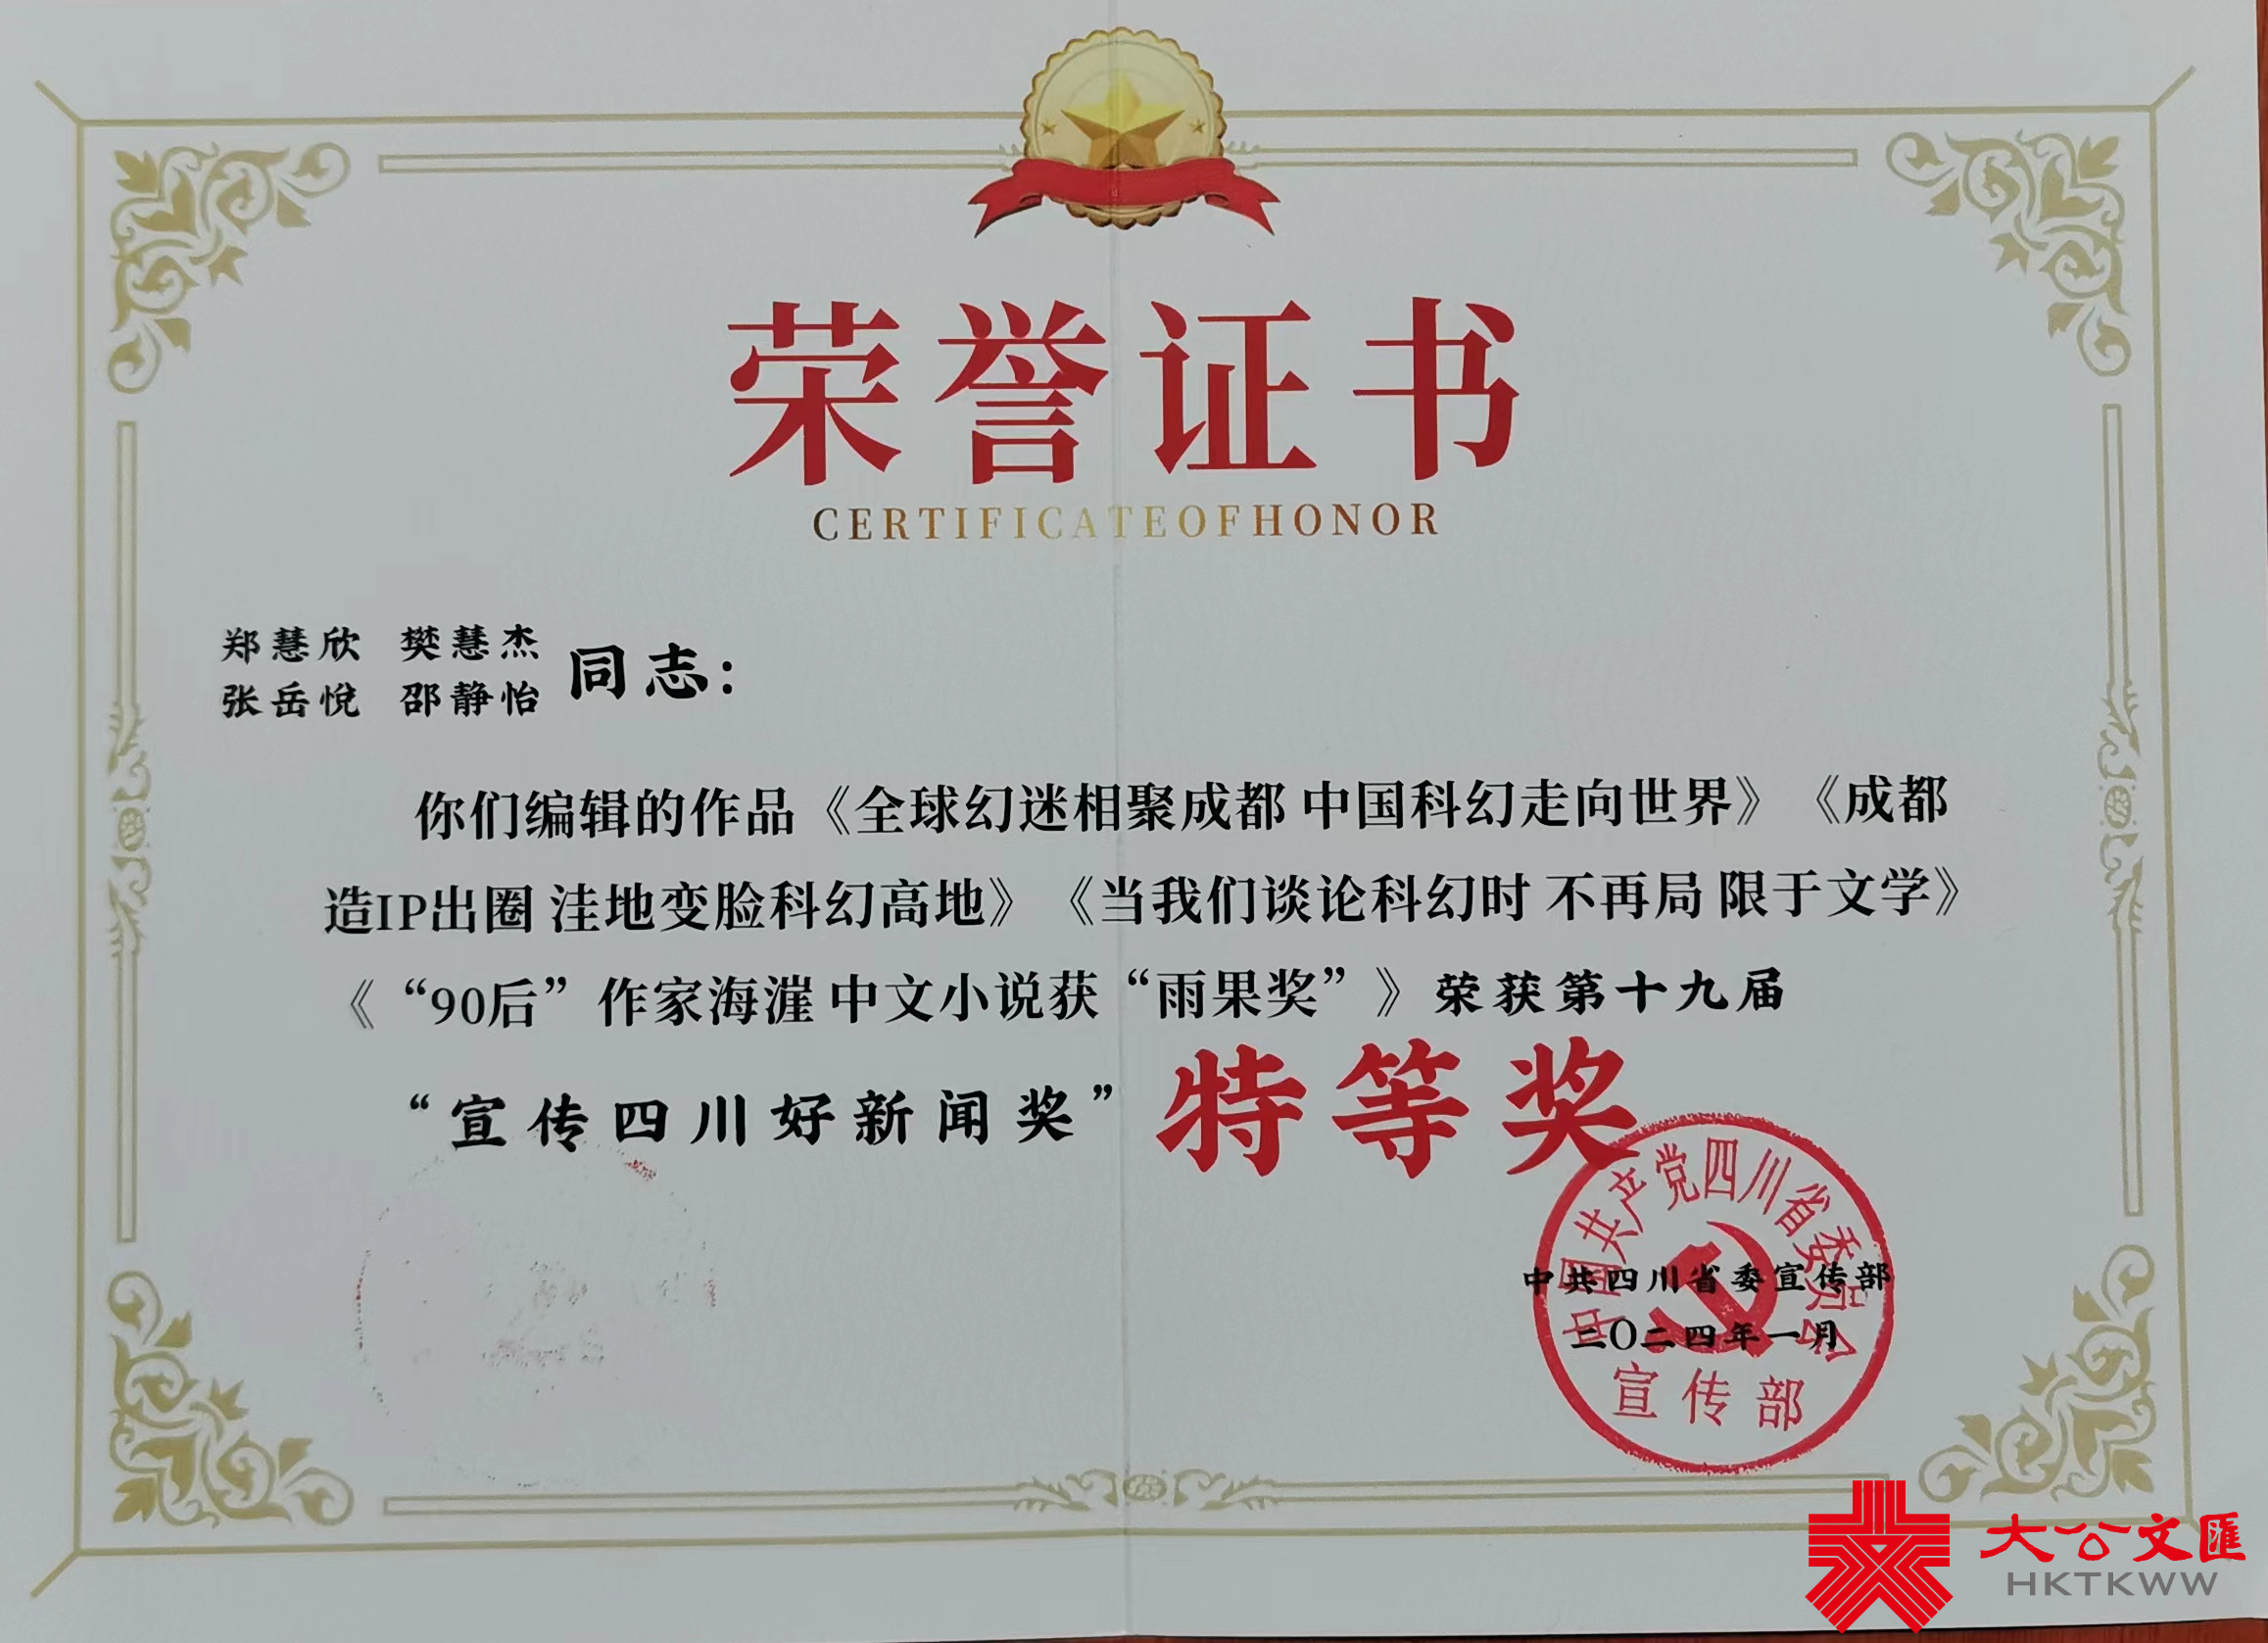 荣誉证书
CERTIFICATEOFHONOR
郑慧欣 樊慧杰
张岳悦 邵静怡
同志：
你们编辑的作品《全球幻迷相聚成都 中国科幻走向世界》《成都
造IP出圈 洼地变脸科幻高地》《当我们谈论科幻时 不再局 限于文学》
《“90后”作家海漄 中文小说获“雨果奖”》荣获第十九届
“宣传四川好新闻奖”特等奖
中国共产党四川省委员会
中共四川省委宣传部
二〇二四年一月
宣传部
大公文匯
HKTKWW